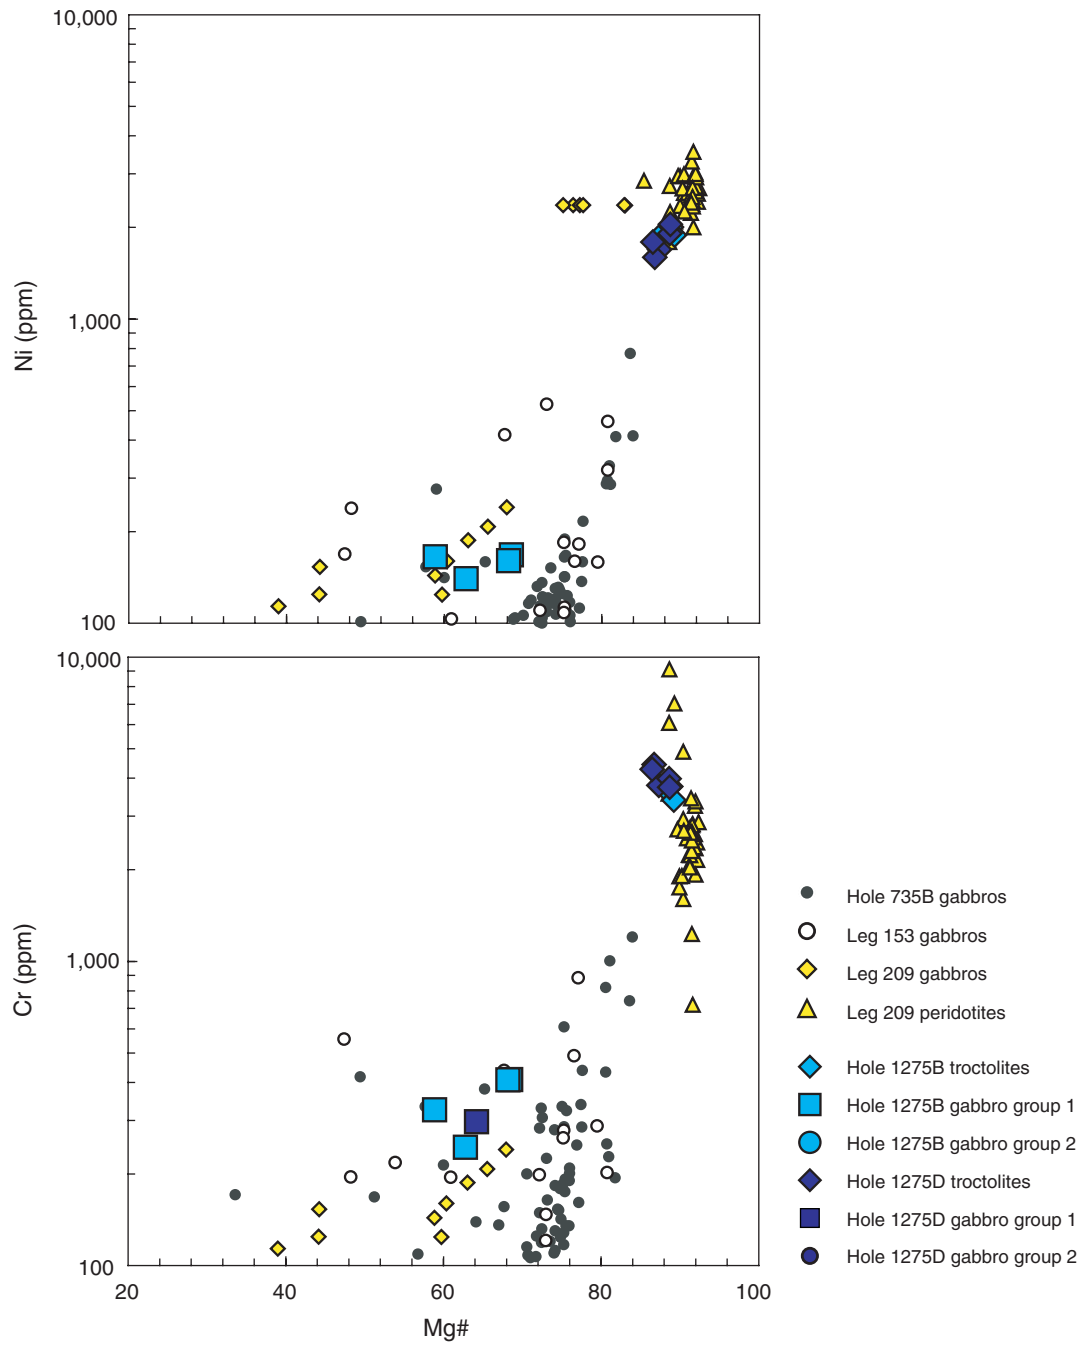 10,000
1,000
100
Ni (ppm)
10,000
1,000
100
Cr (ppm)
20 40 60 80 100
Mg#
Hole 735B gabbros
Leg 153 gabbros
Leg 209 gabbros
Leg 209 peridotites
Hole 1275B troctolites
Hole 1275B gabbro group 1
Hole 1275B gabbro group 2
Hole 1275D troctolites
Hole 1275D gabbro group 1
Hole 1275D gabbro group 2